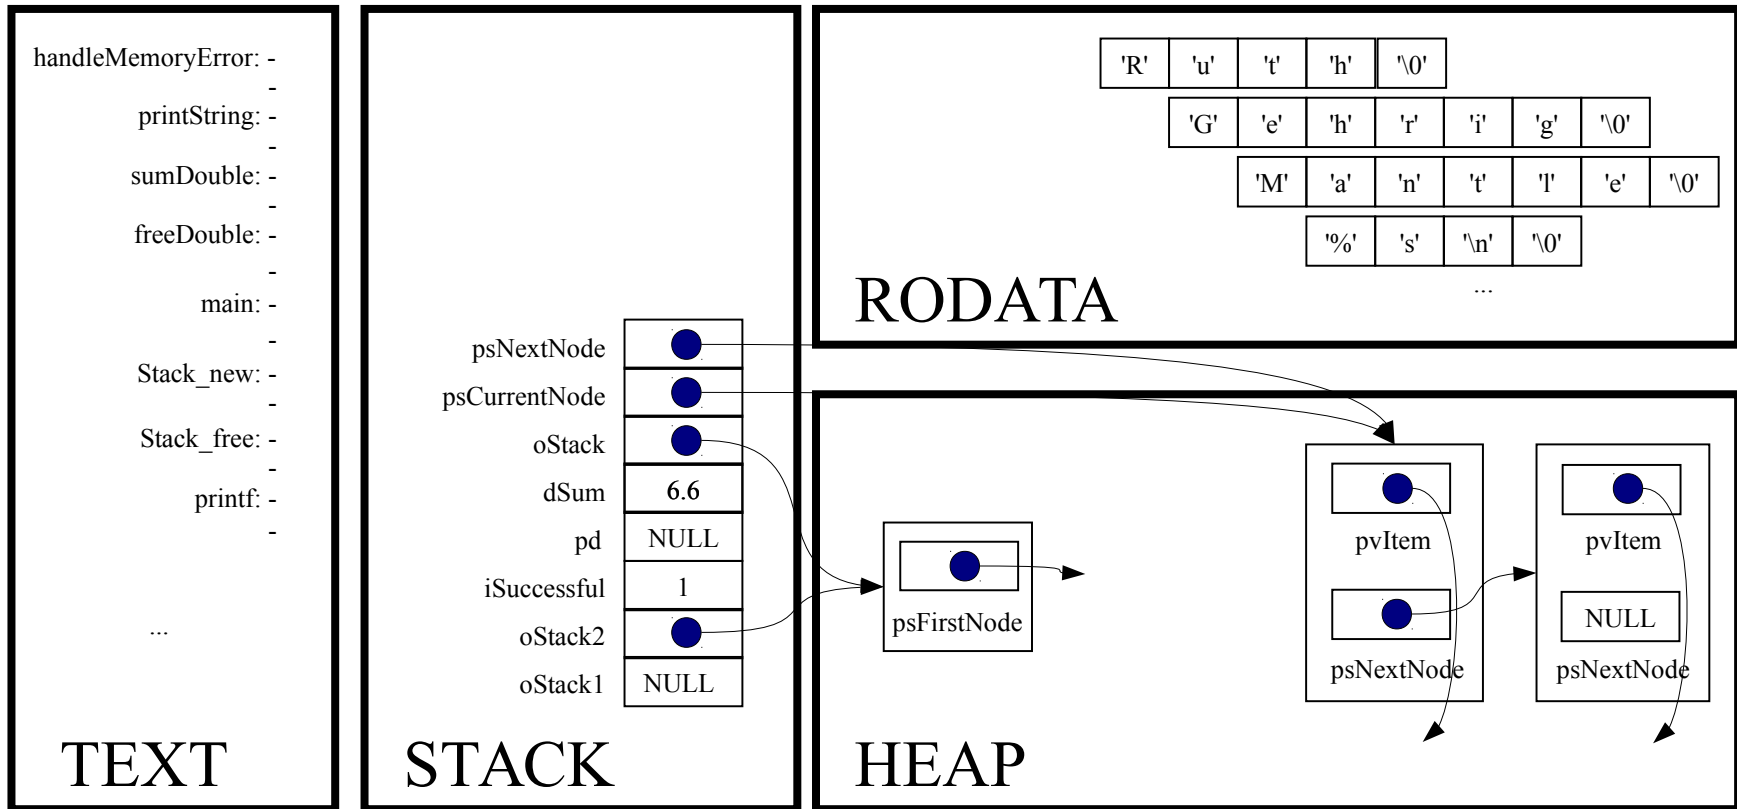 handleMemoryError: -
-
printString: -
-
sumDouble: -
-
freeDouble: -
-
main: -
-
Stack_new: -
-
Stack_free: -
-
printf: -
-
...
TEXT
psNextNode
psCurrentNode
oStack
dSum 6.6
pd NULL
iSuccessful 1
oStack2
oStack1 NULL
STACK
'R' 'u' 't' 'h' '\0'
'G' 'e' 'h' 'r' 'i' 'g' '\0'
'M' 'a' 'n' 't' 'l' 'e' '\0'
'%' 's' '\n' '\0'
...
RODATA
psFirstNode
pvItem
psNextNode
pvItem
NULL
psNextNode
HEAP